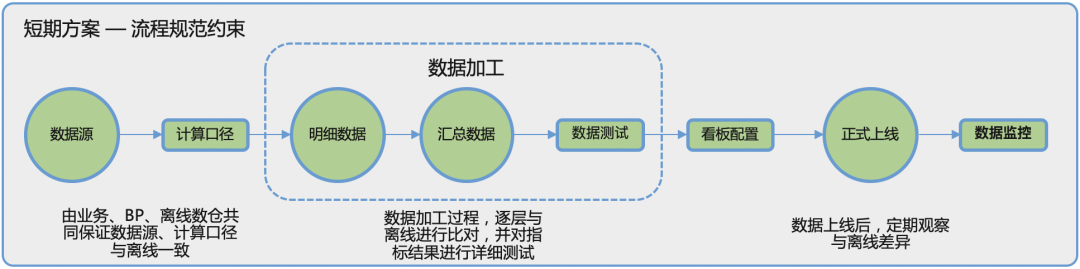 短期方案 — 流程规范约束
数据加工
数据源
计算口径
明细数据
汇总数据
数据测试
看板配置
正式上线
数据监控
由业务、BP、离线数仓共
同保证数据源、计算口径
与离线一致
数据加工过程，逐层与
离线进行比对，并对指
标结果进行详细测试
数据上线后，定期观察
与离线差异